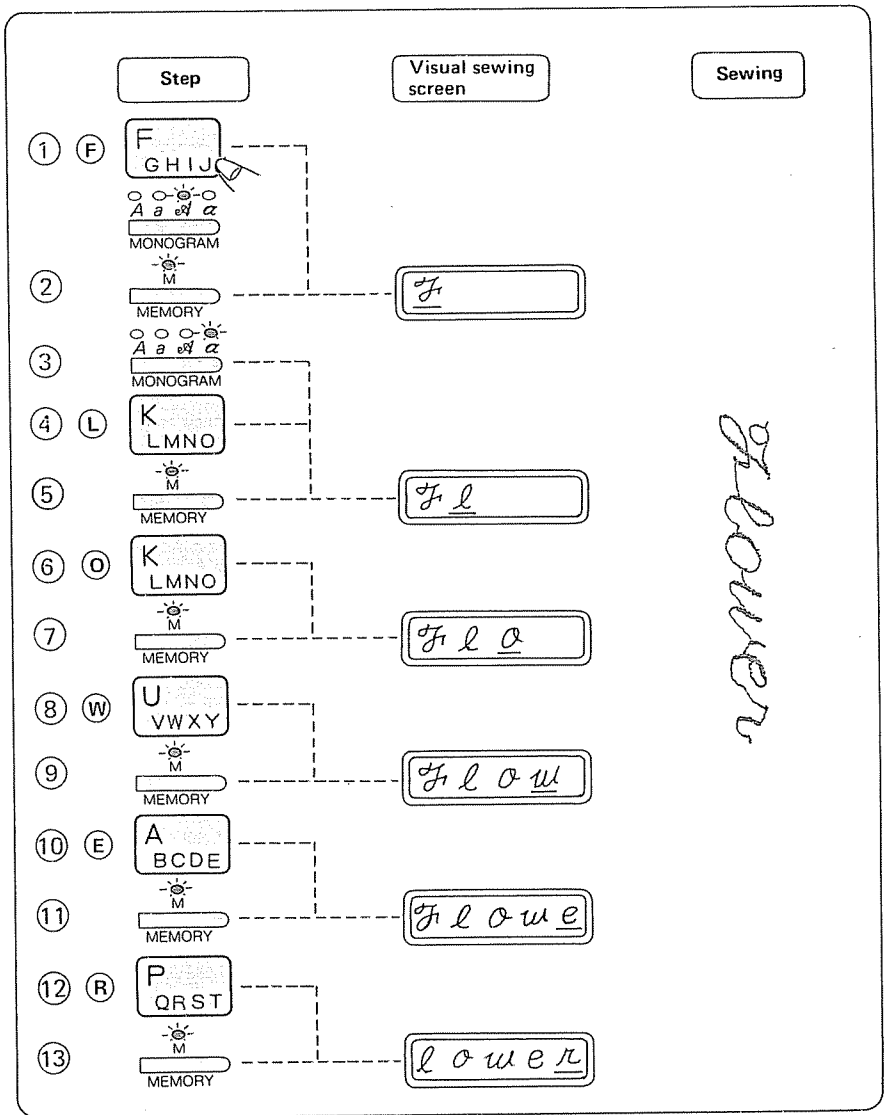 Step
Visual sewing
screen
Sewing
① Ⓕ F
GHIJ
A a A a
MONOGRAM
② M
MEMORY
F
③ A a A a
MONOGRAM
④ Ⓛ K
LMNO
⑤ M
MEMORY
F l
⑥ Ⓞ K
LMNO
⑦ M
MEMORY
F l o
⑧ Ⓦ U
VWXY
⑨ M
MEMORY
F l o w
⑩ Ⓔ A
BCDE
⑪ M
MEMORY
F l o w e
⑫ Ⓡ P
QRST
⑬ M
MEMORY
l o w e r
Flower